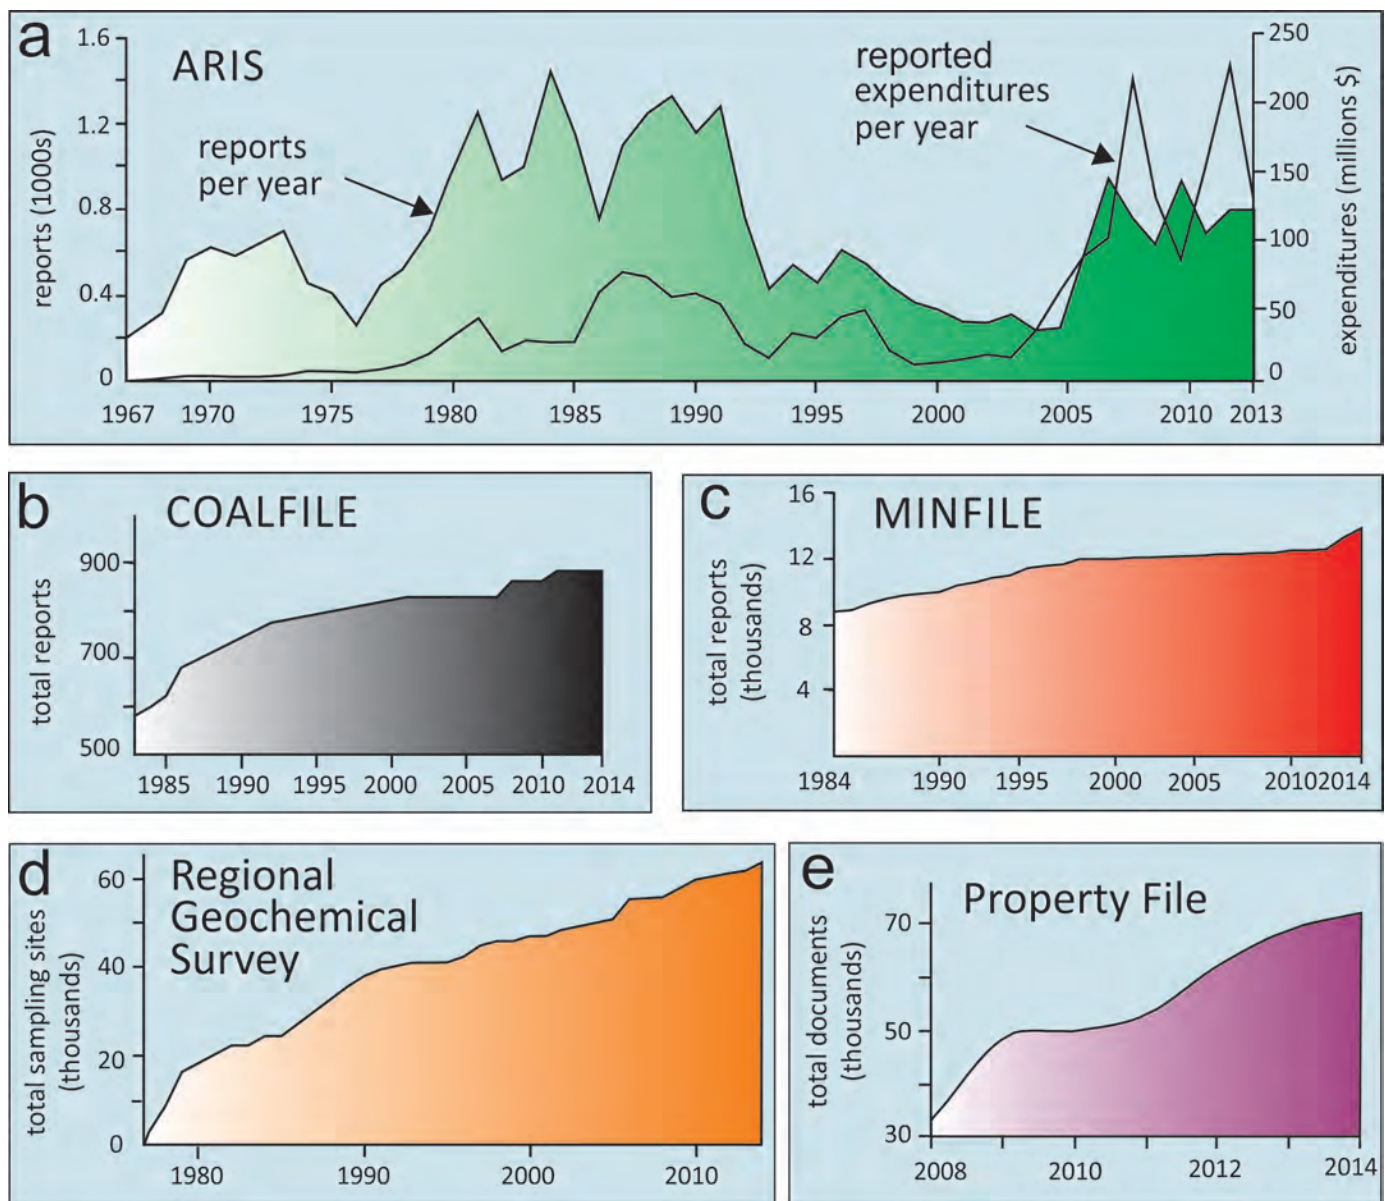 a
ARIS
reports (1000s)
1.6
1.2
0.8
0.4
0
reports
per year
reported
expenditures
per year
250
200
150
100
50
0
expenditures (millions $)
1967 1970 1975 1980 1985 1990 1995 2000 2005 2010 2013
b
COALFILE
total reports
900
700
500
1985 1990 1995 2000 2005 2010 2014
c
MINFILE
total reports
(thousands)
16
12
8
4
1984 1990 1995 2000 2005 2010 2014
d
Regional
Geochemical
Survey
total sampling sites
(thousands)
60
40
20
0
1980 1990 2000 2010
e
Property File
total documents
(thousands)
70
50
30
2008 2010 2012 2014